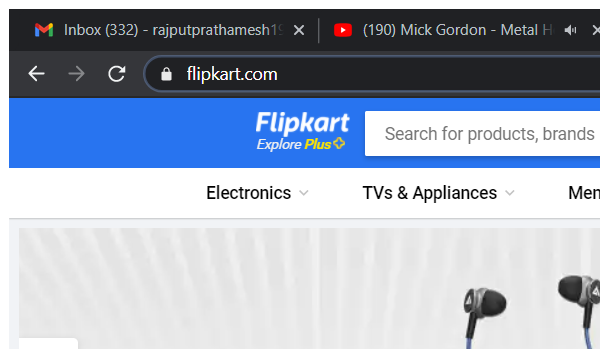 Inbox (332) - rajputprathamesh19
(190) Mick Gordon - Metal H
flipkart.com
Flipkart
Explore Plus
Search for products, brands
Electronics
TVs & Appliances
Men